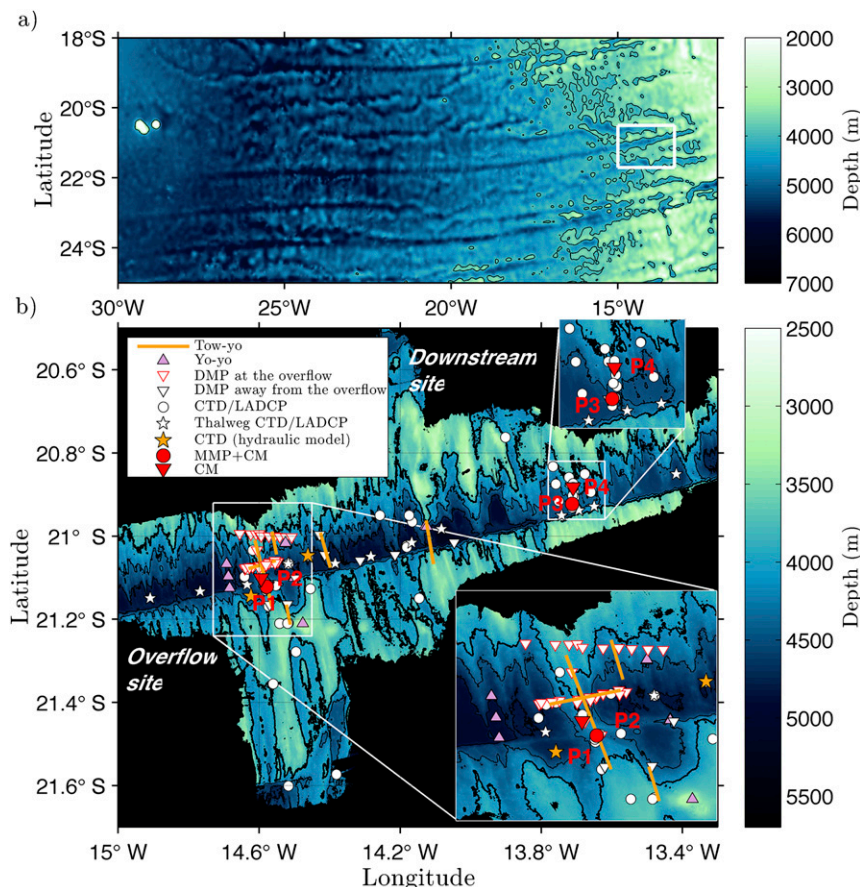 a)
18°S
20°S
22°S
24°S
Latitude
30°W 25°W 20°W 15°W
2000
3000
4000
5000
6000
7000
Depth (m)
b)
Tow-yo
Yo-yo
DMP at the overflow
DMP away from the overflow
CTD/LADCP
Thalweg CTD/LADCP
CTD (hydraulic model)
MMP+CM
CM
Downstream
site
P4
P3
P4
P3
P2
P1
Overflow
site
P2
P1
20.6°S
20.8°S
21°S
21.2°S
21.4°S
21.6°S
Latitude
15°W 14.6°W 14.2°W 13.8°W 13.4°W
Longitude
2500
3000
3500
4000
4500
5000
5500
Depth (m)